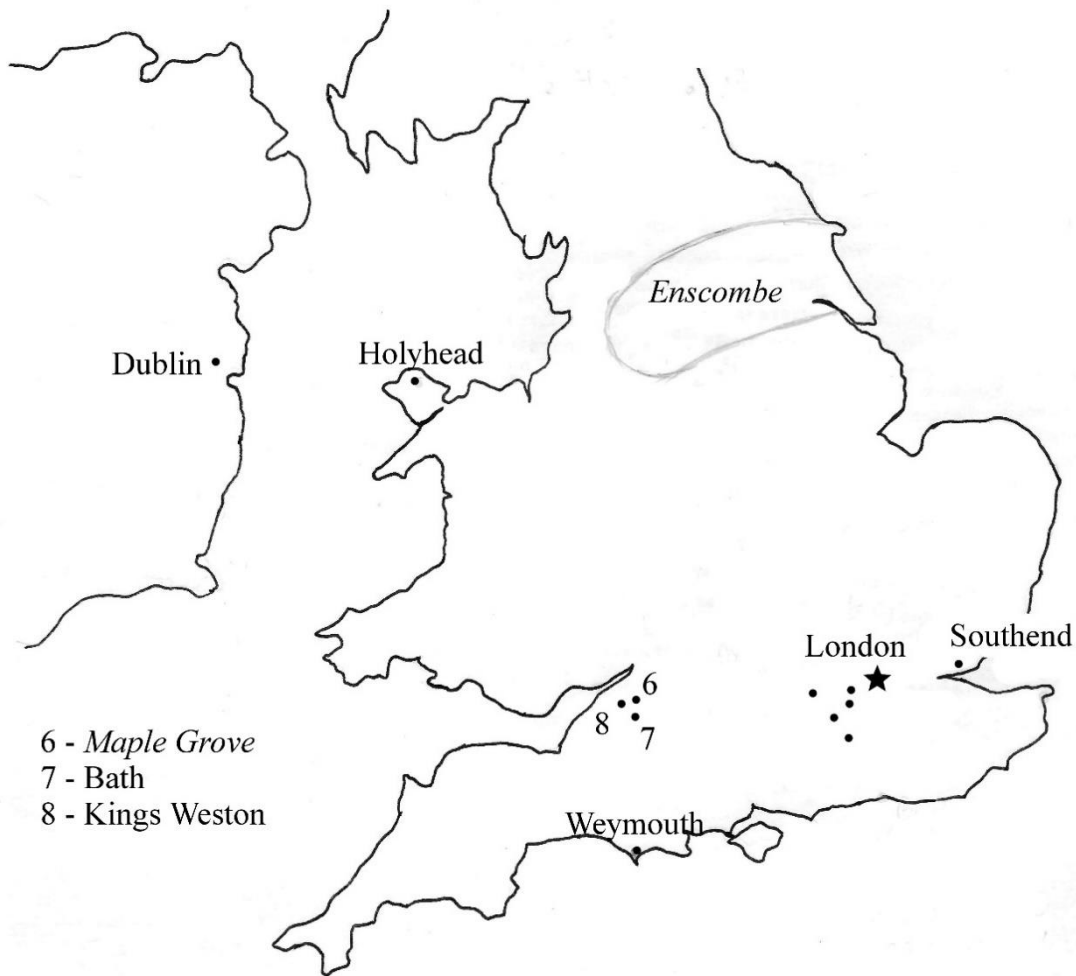 Enscombe
Holyhead
Dublin
Southend
London
6
8
7
6 - Maple Grove
7 - Bath
8 - Kings Weston
Weymouth